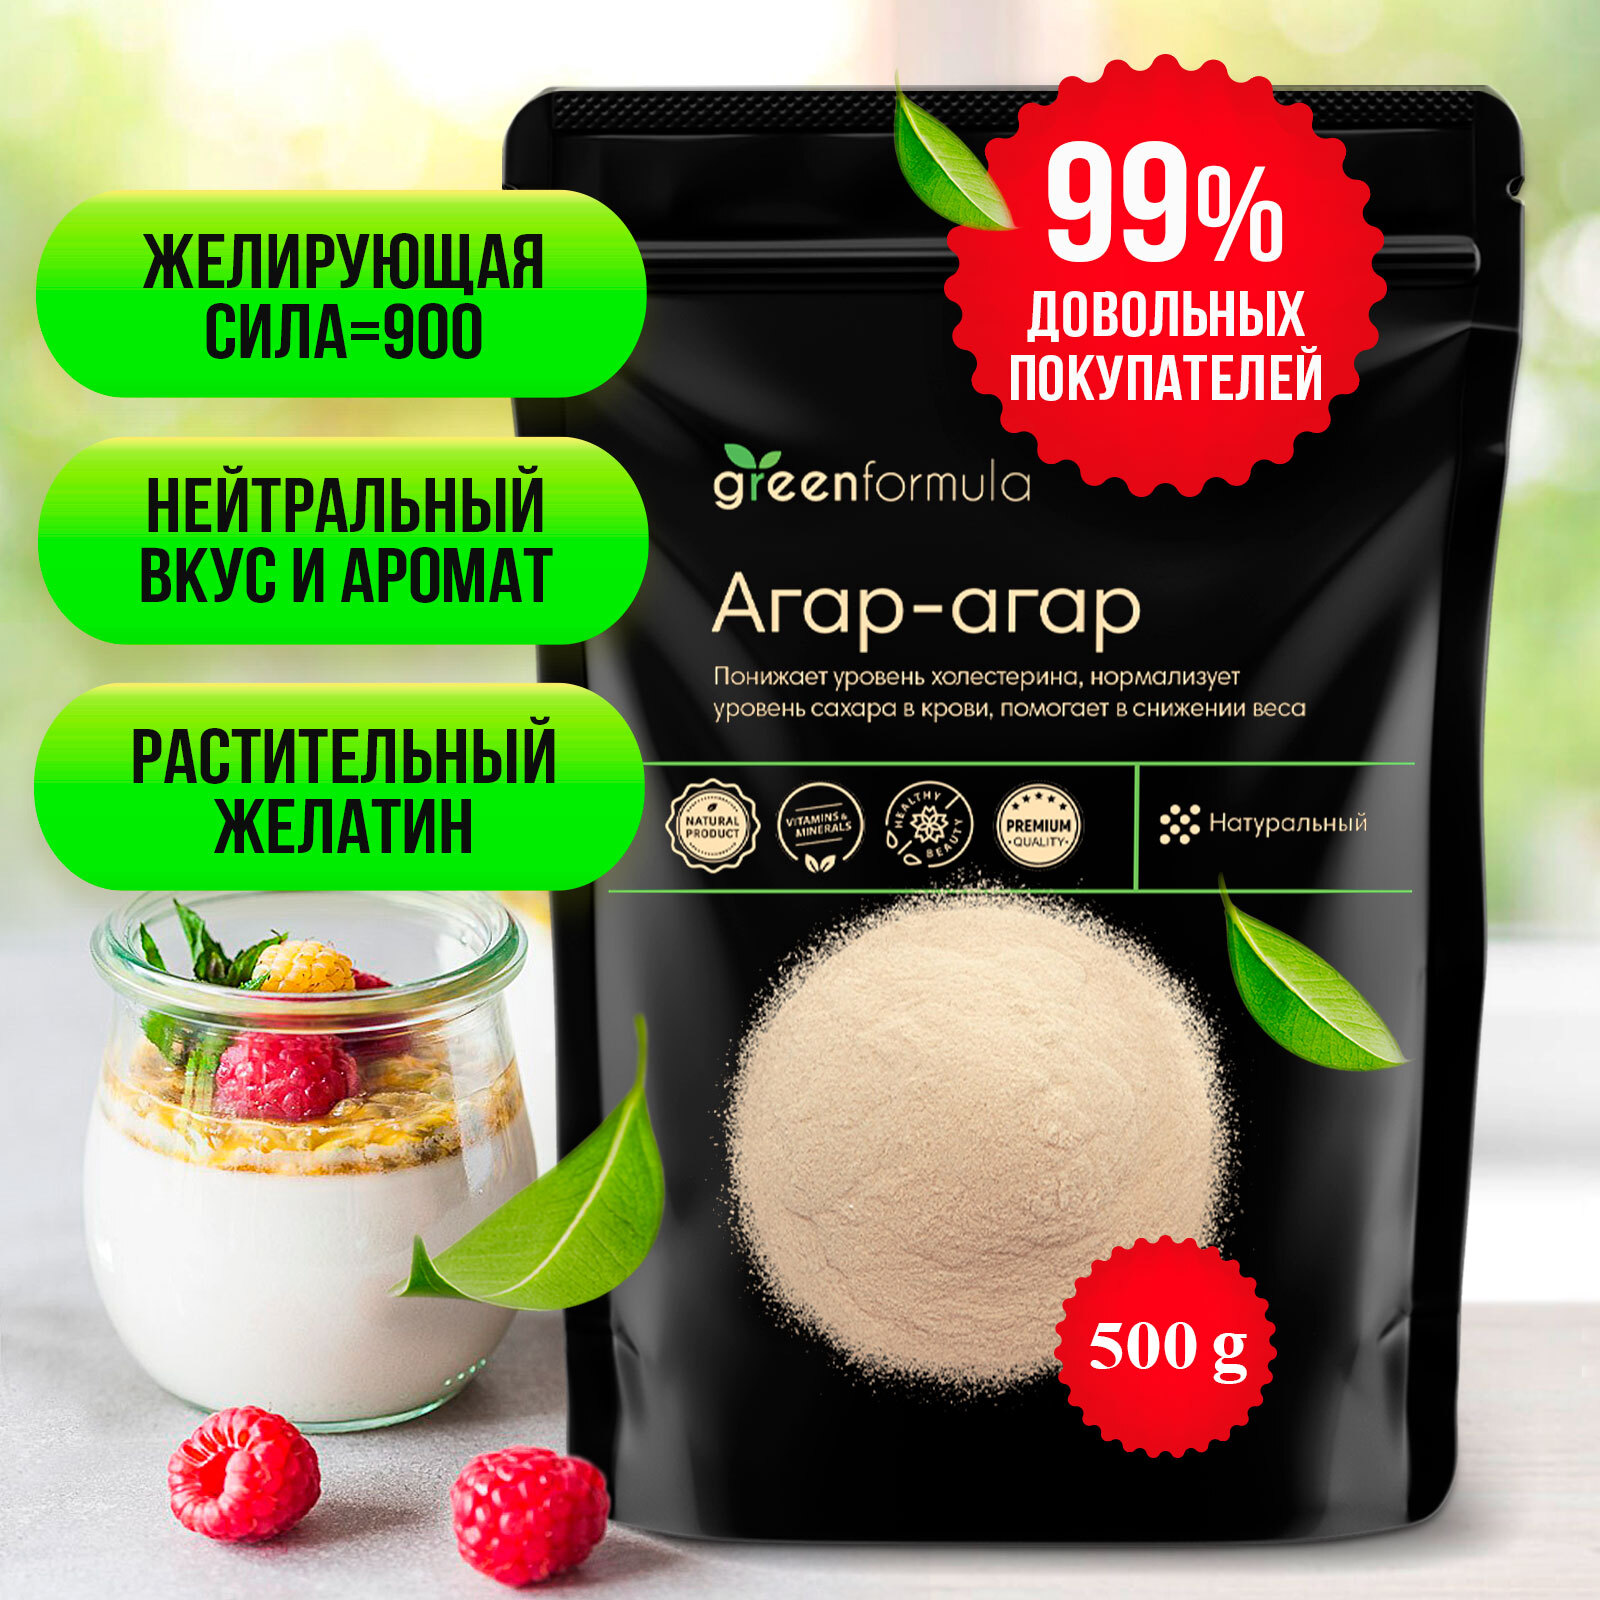 99%
ДОВОЛЬНЫХ
ПОКУПАТЕЛЕЙ
ЖЕЛИРУЮЩАЯ
СИЛА=900
НЕЙТРАЛЬНЫЙ
ВКУС И АРОМАТ
РАСТИТЕЛЬНЫЙ
ЖЕЛАТИН
greenformula
Агар-агар
Понижает уровень холестерина, нормализует
уровень сахара в крови, помогает в снижении веса
NATURAL
PRODUCT
VITAMINS &
MINERALS
HEALTHY
BEAUTY
PREMIUM
QUALITY
Натуральный
500 g